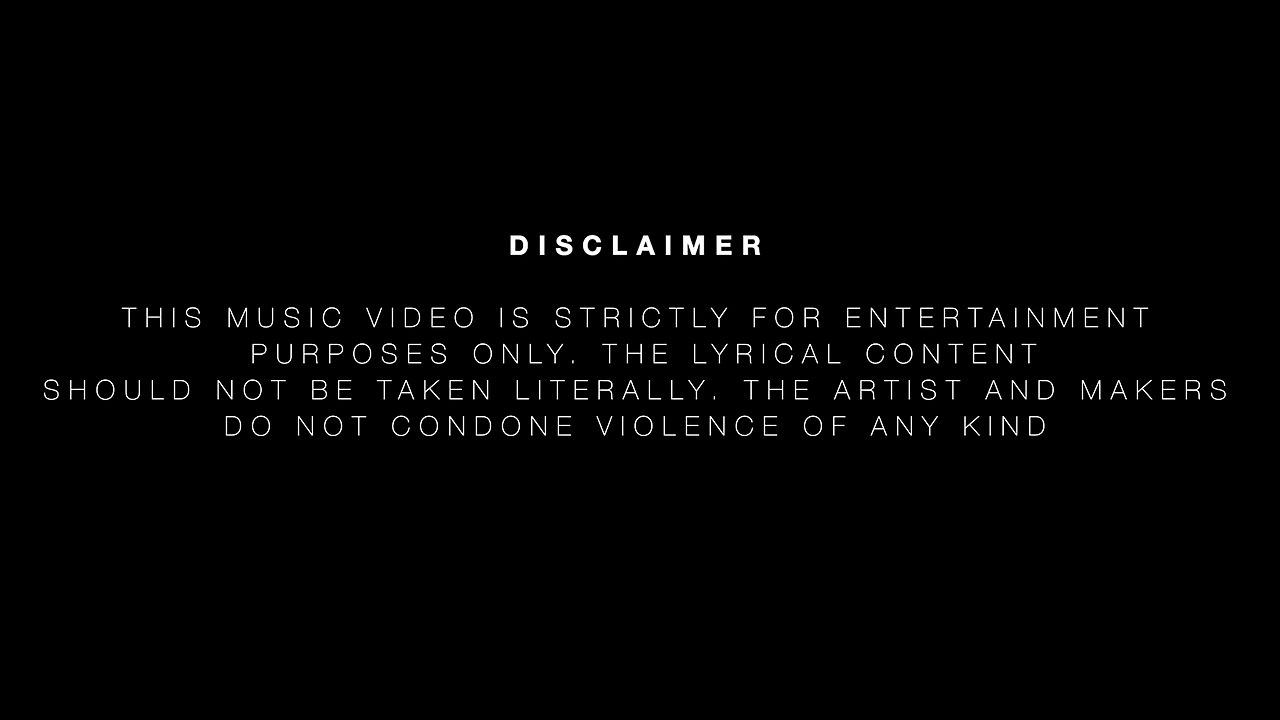 DISCLAIMER
THIS MUSIC VIDEO IS STRICTLY FOR ENTERTAINMENT
PURPOSES ONLY. THE LYRICAL CONTENT
SHOULD NOT BE TAKEN LITERALLY. THE ARTIST AND MAKERS
DO NOT CONDONE VIOLENCE OF ANY KIND